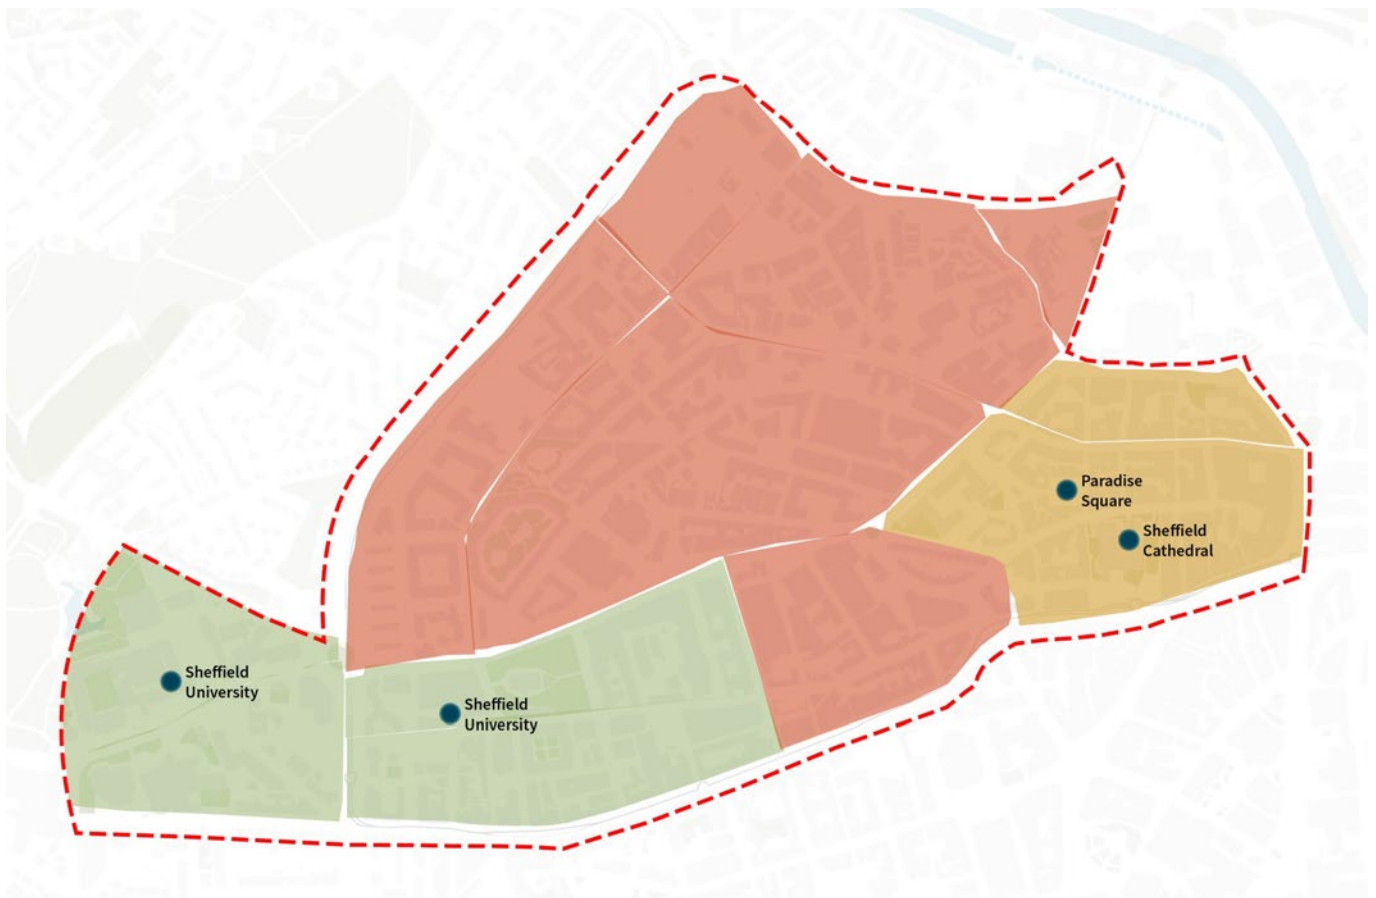 Paradise
Square
Sheffield
Cathedral
Sheffield
University
Sheffield
University